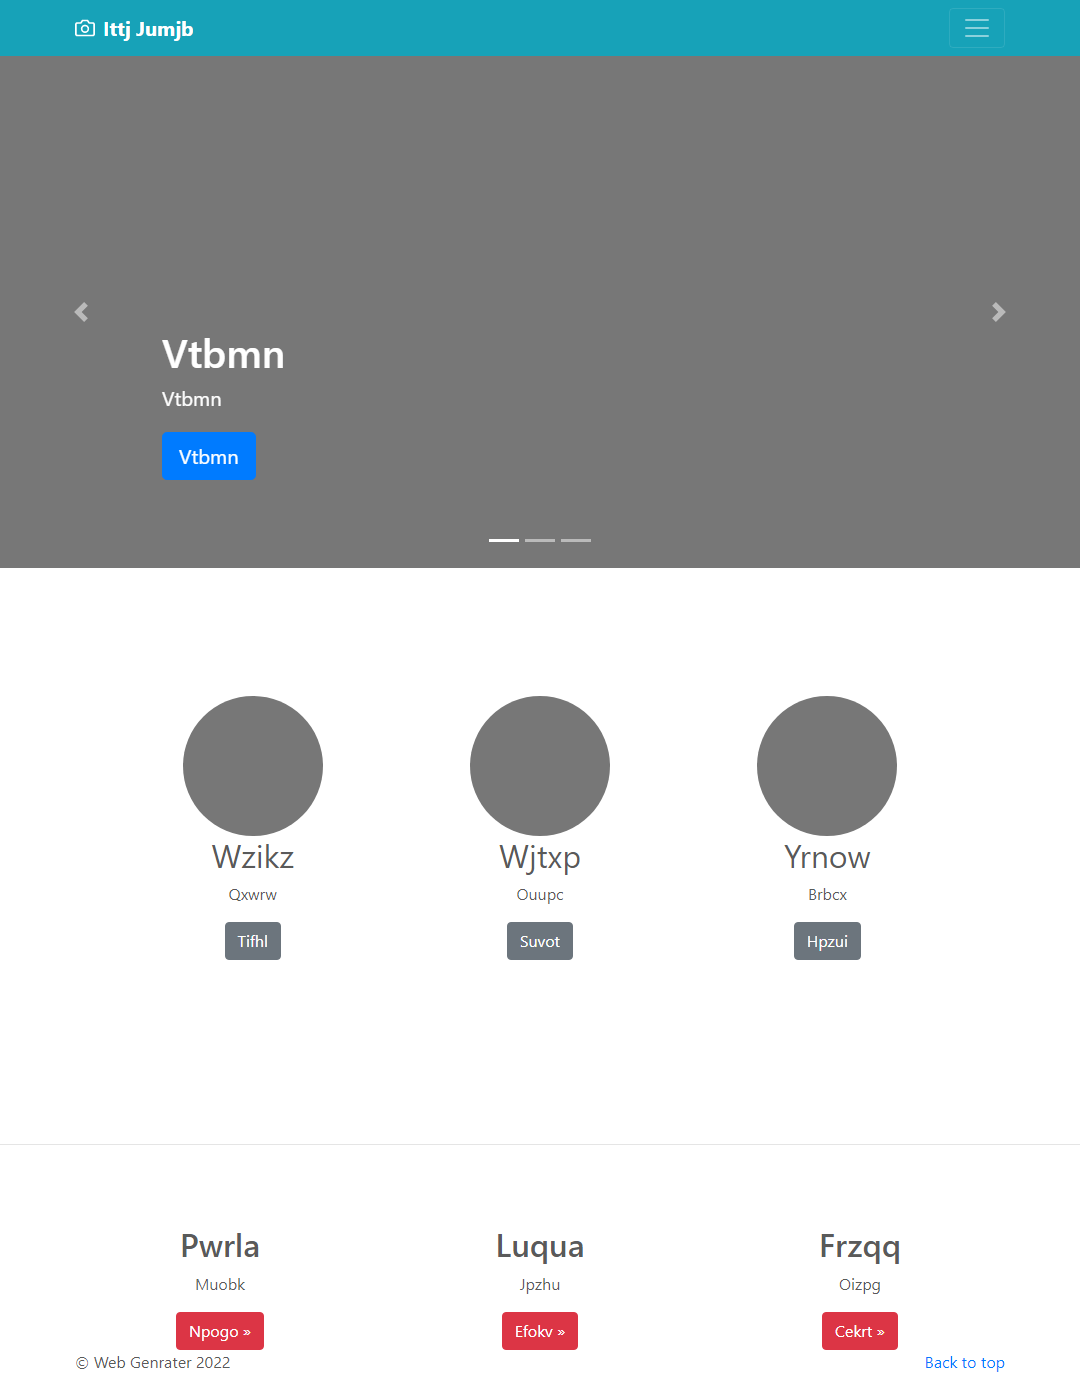 Ittj Jumjb
Vtbmn
Vtbmn
Vtbmn
Wzikz
Wjtxp
Yrnow
Qxwrw
Ouupc
Brbcx
Tifhl
Suvot
Hpzui
Pwrla
Luqua
Frzqq
Muobk
Jpzhu
Oizpg
Npogo »
Efokv »
Cekrt »
© Web Genrater 2022
Back to top